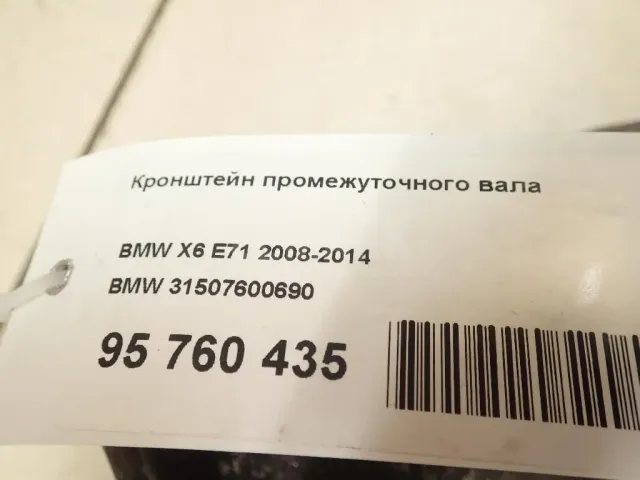 Кронштейн промежуточного вала
BMW X6 E71 2008-2014
BMW 31507600690
95 760 435